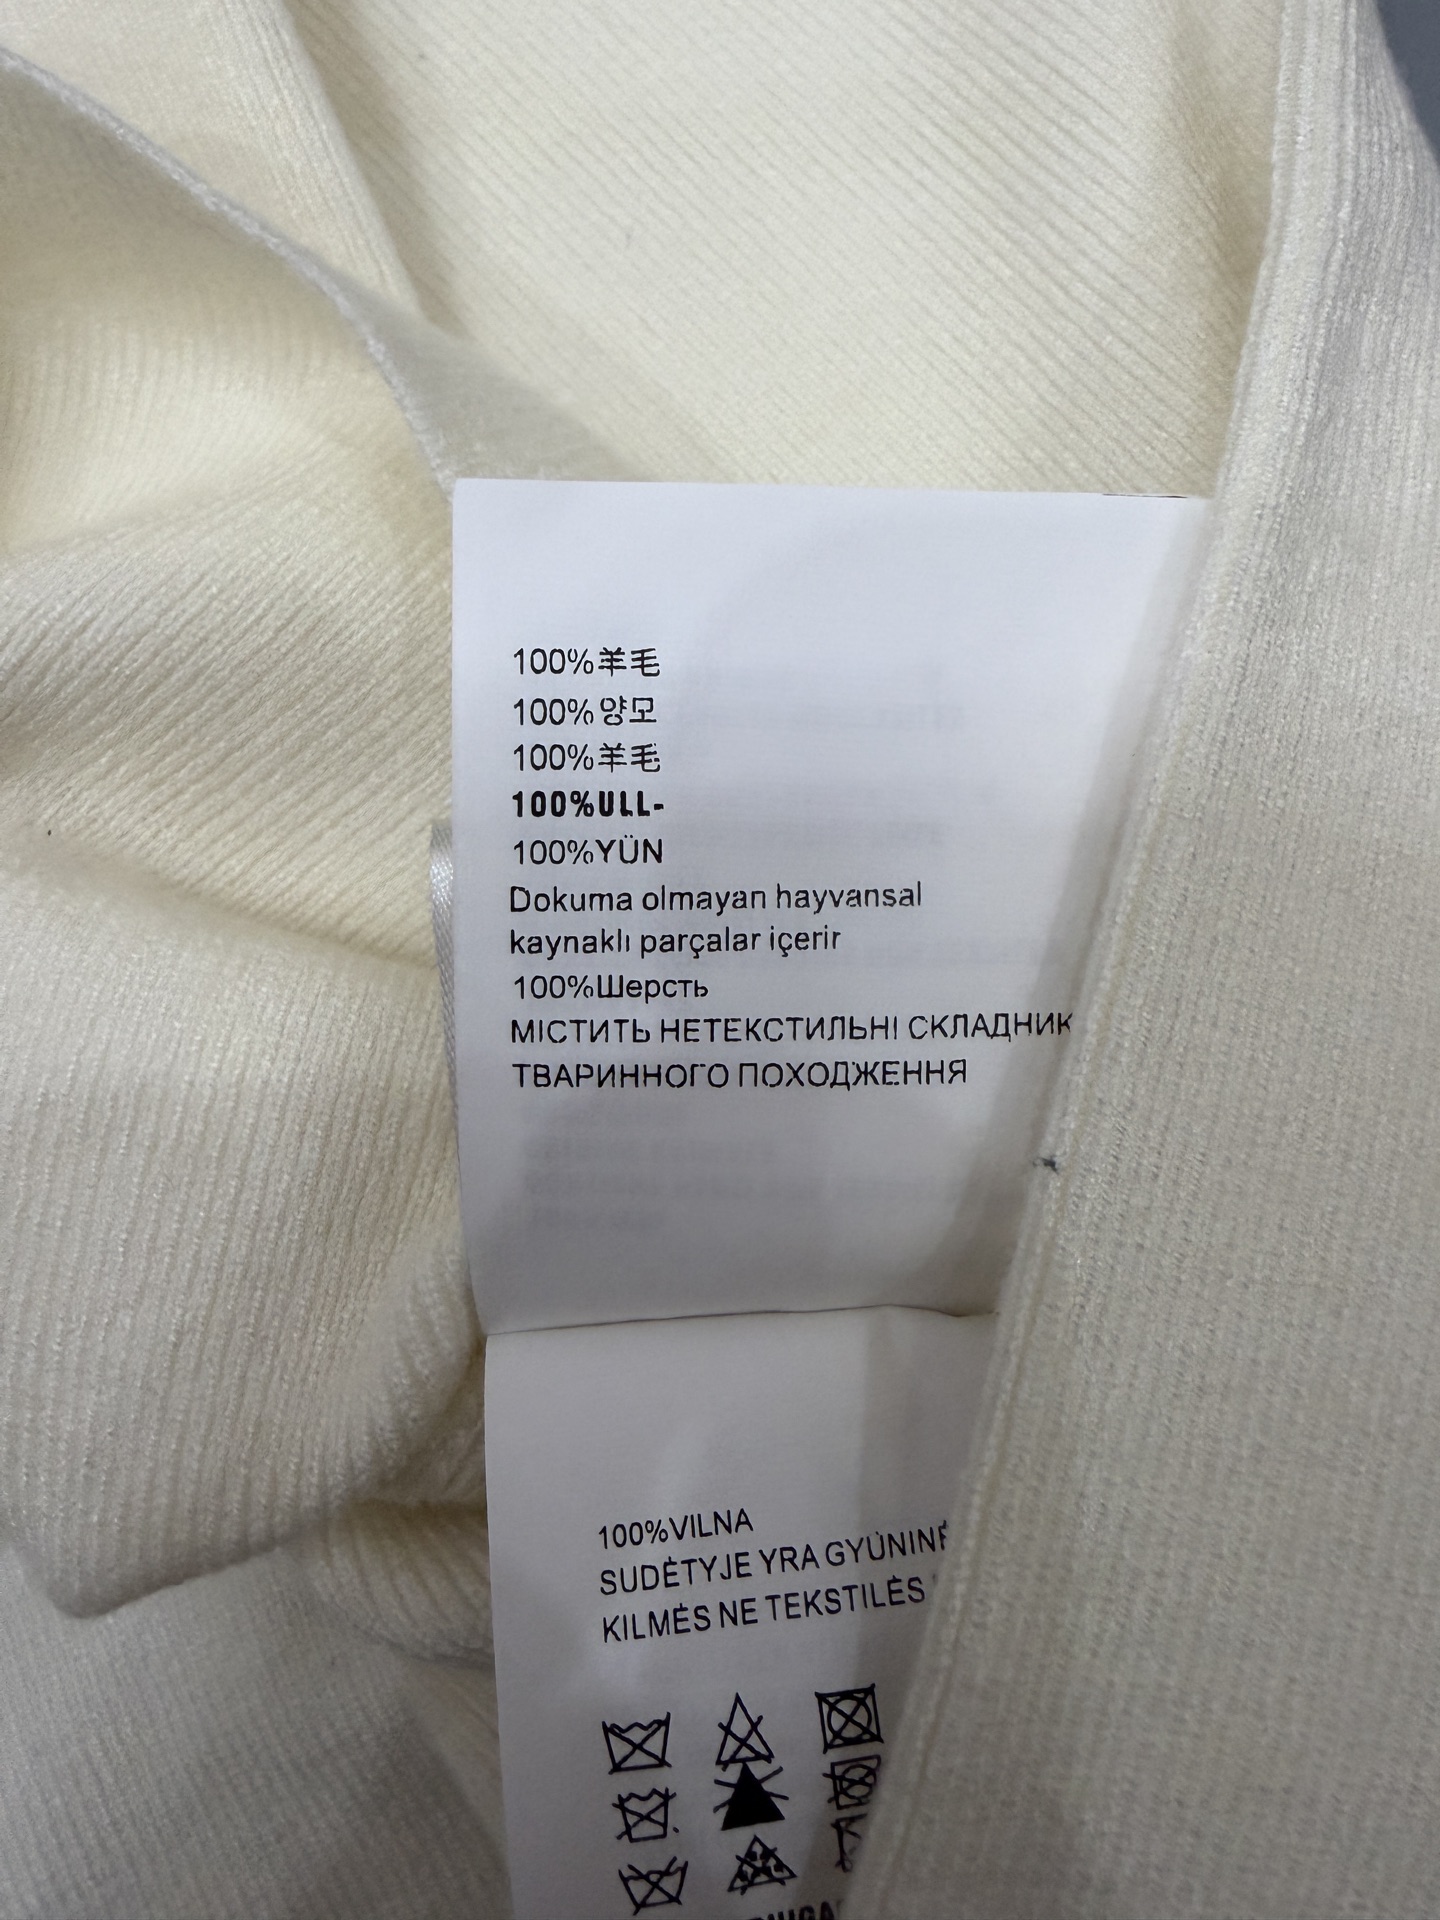 100%羊毛
100%양모
100%羊毛
100%ULL-
100%YÜN
Dokuma olmayan hayvansal
kaynaklı parçalar içerir
100%Шерсть
МІСТИТЬ НЕТЕКСТИЛЬНІ СКЛАДНИК
ТВАРИННОГО ПОХОДЖЕННЯ
100%VILNA
SUDĖTYJE YRA GYŪNINĖ
KILMĖS NE TEKSTILĖS